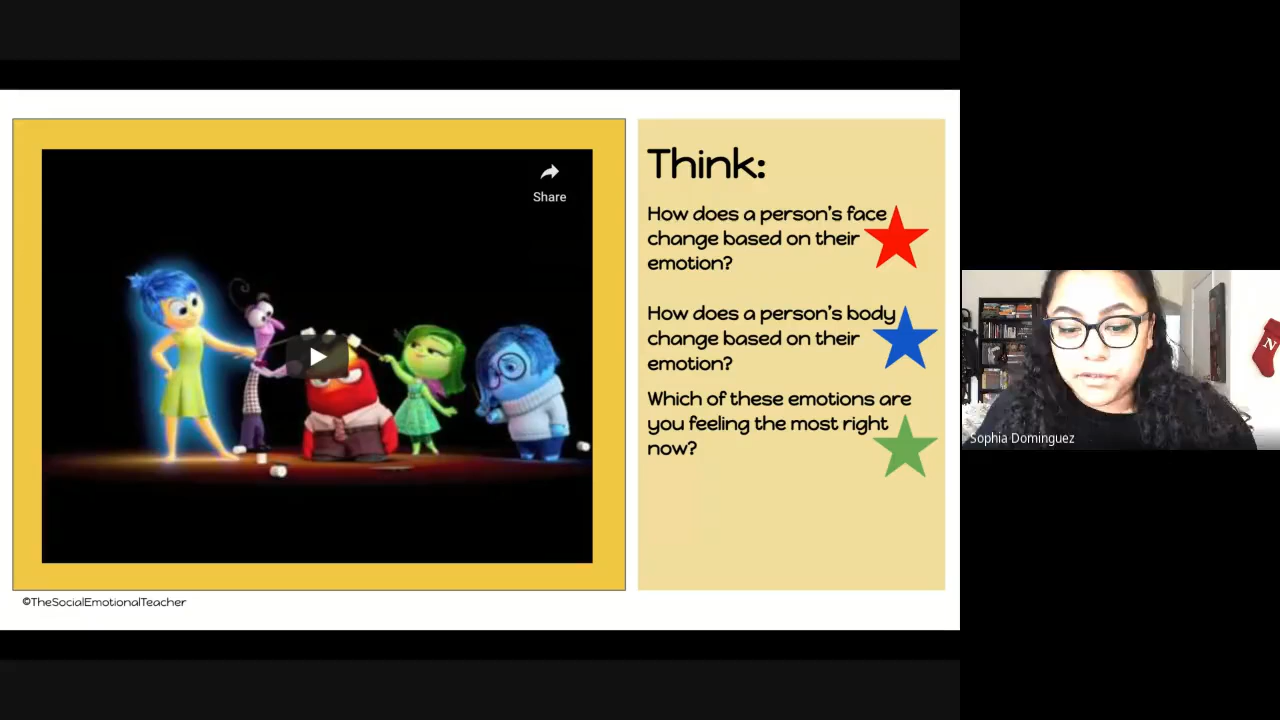 Share
©TheSocialEmotionalTeacher
Think:
How does a person's face
change based on their
emotion?
How does a person's body
change based on their
emotion?
Which of these emotions are
you feeling the most right
now?
N
Sophia Dominguez